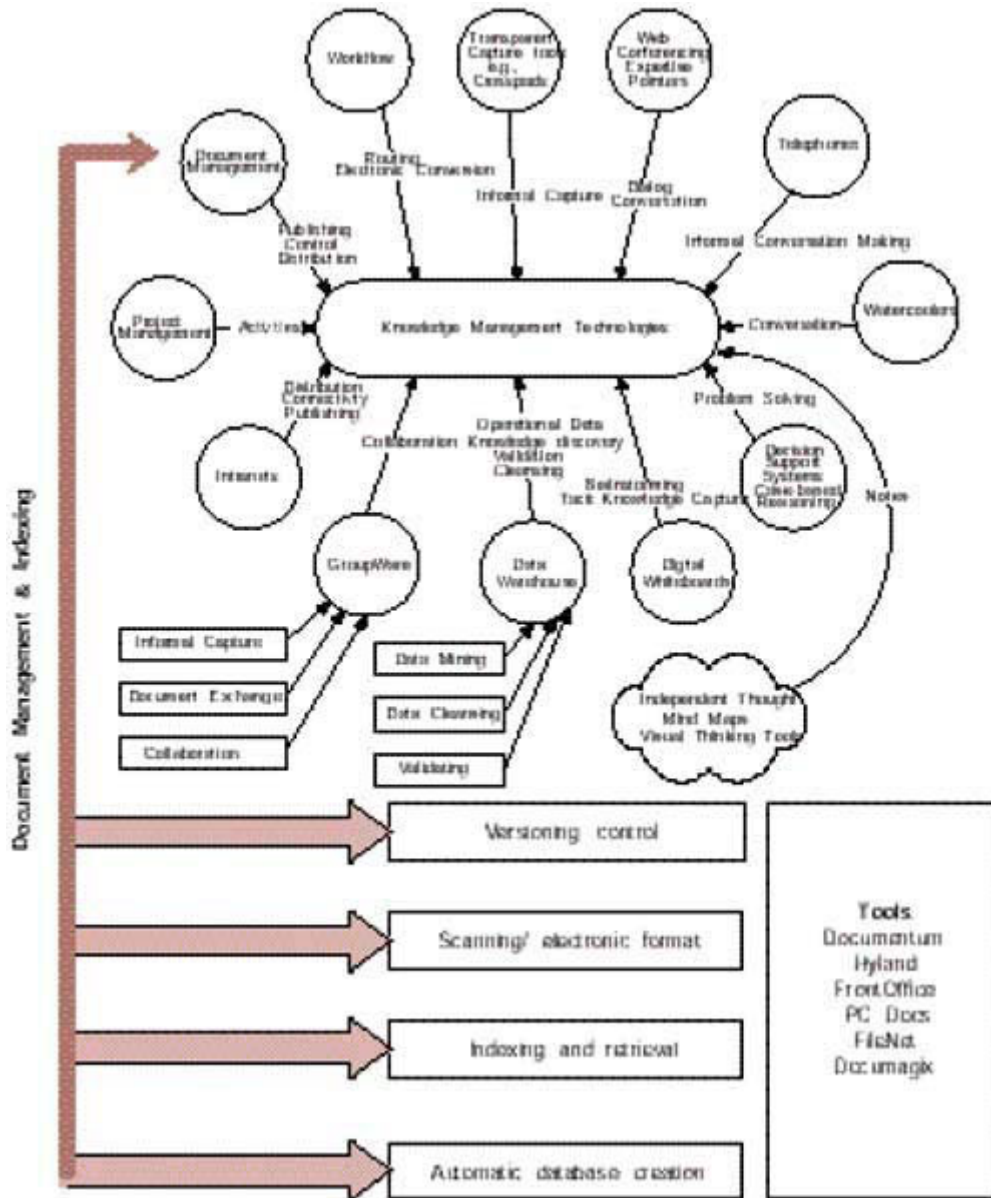 Workflow
Transparent
Capture tools
e.g.,
Crosspads
Web
Conferencing
Expertise
Pointers
Document
Management
Telephones
Routing
Electronic Conversion
Informal Capture
Dialog
Conversation
Publishing
Control
Distribution
Informal Conversation Making
Project
Management
Activities
Knowledge Management Technologies
Conversation
Watercoolers
Distribution
Connectivity
Publishing
Problem Solving
Operational Data
Collaboration Knowledge discovery
Validation
Cleansing
Intranets
Decision
Support
Systems
Case-based
Reasoning
Notes
Brainstorming
Tacit Knowledge Capture
GroupWare
Data
Warehouse
Digital
Whiteboards
Informal Capture
Document Exchange
Collaboration
Data Mining
Data Cleansing
Validating
Independent Thought
Mind Maps
Visual Thinking Tools
Document Management & Indexing
Versioning control
Scanning/ electronic format
Indexing and retrieval
Automatic database creation
Tools
Documentum
Hyland
FrontOffice
PC Docs
FileNet
Documagix